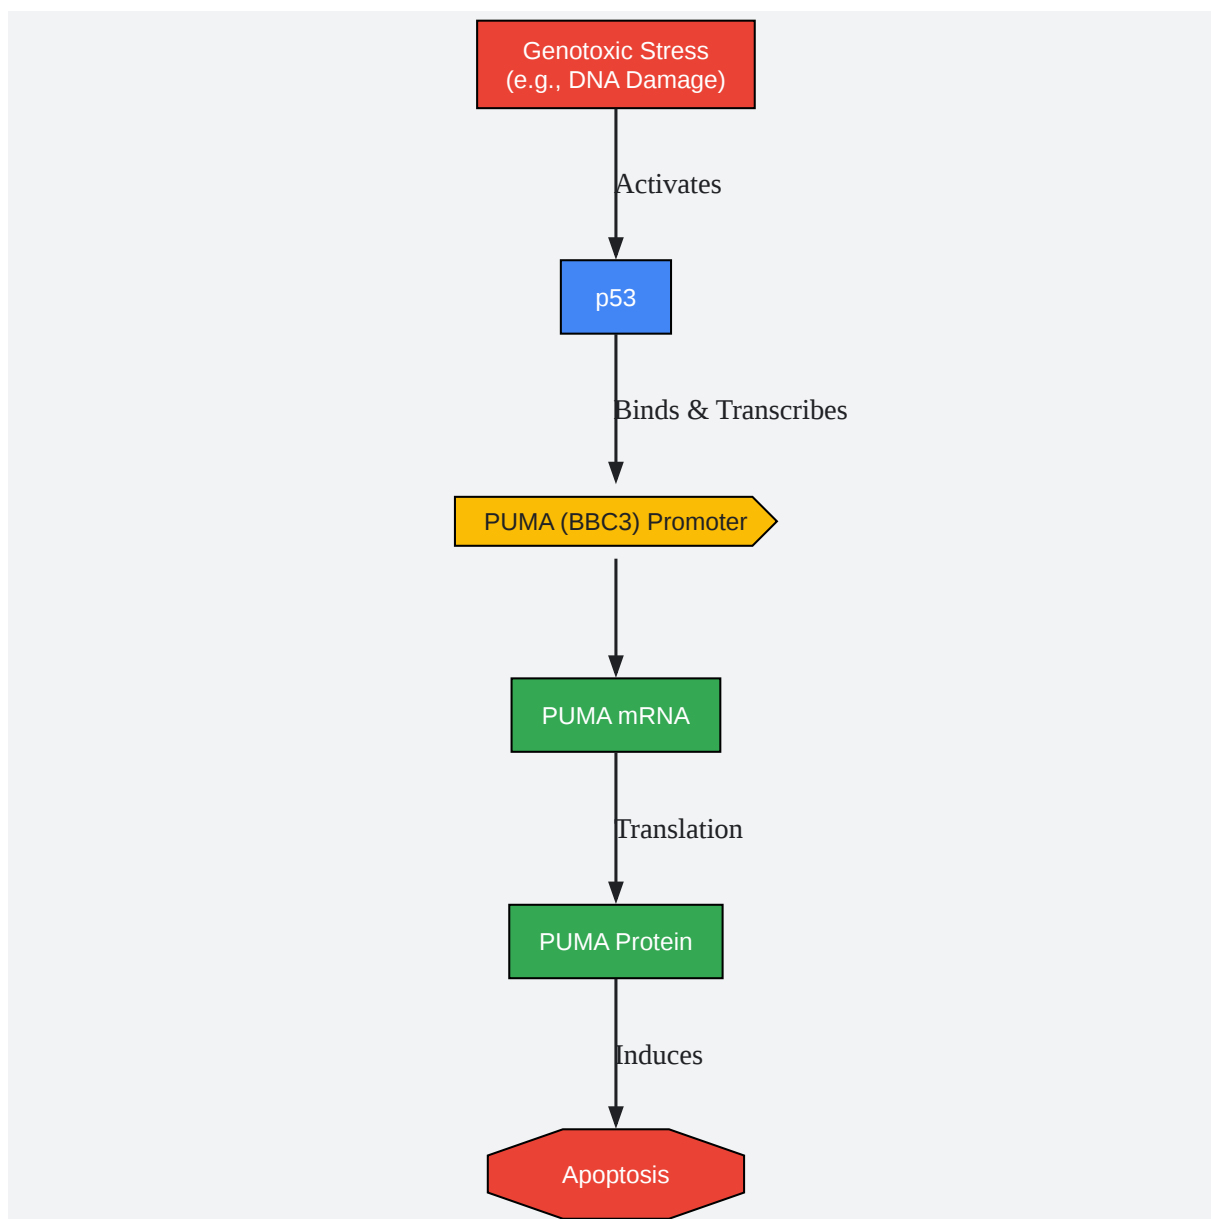 Genotoxic Stress
(e.g., DNA Damage)
Activates
p53
Binds & Transcribes
PUMA (BBC3) Promoter
PUMA mRNA
Translation
PUMA Protein
Induces
Apoptosis